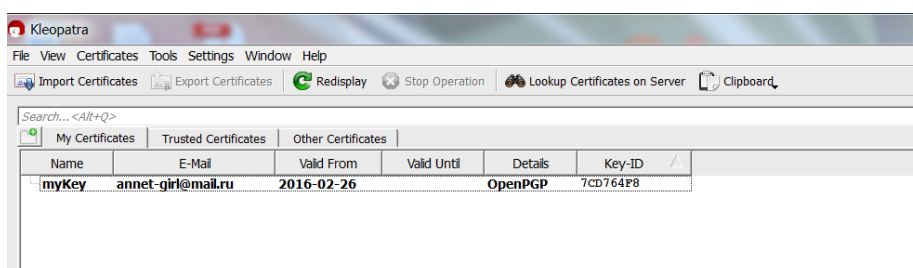 Kleopatra
File View Certificates Tools Settings Window Help
Import Certificates Export Certificates Redisplay Stop Operation Lookup Certificates on Server Clipboard
Search...<Alt+Q>
My Certificates Trusted Certificates Other Certificates
Name E-Mail Valid From Valid Until Details Key-ID
myKey annet-girl@mail.ru 2016-02-26 OpenPGP 7CD764F8